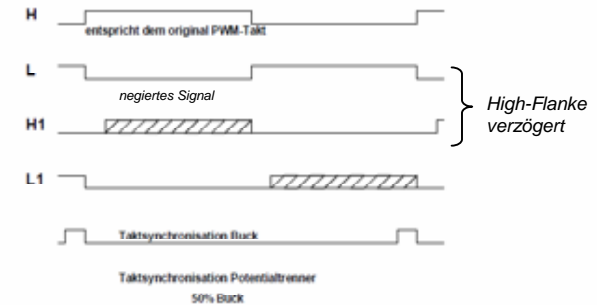 H
entspricht dem original PWM-Takt
L
negiertes Signal
High-Flanke
verzögert
H1
L1
Taktsynchronisation Buck
Taktsynchronisation Potentialtrenner
50% Buck